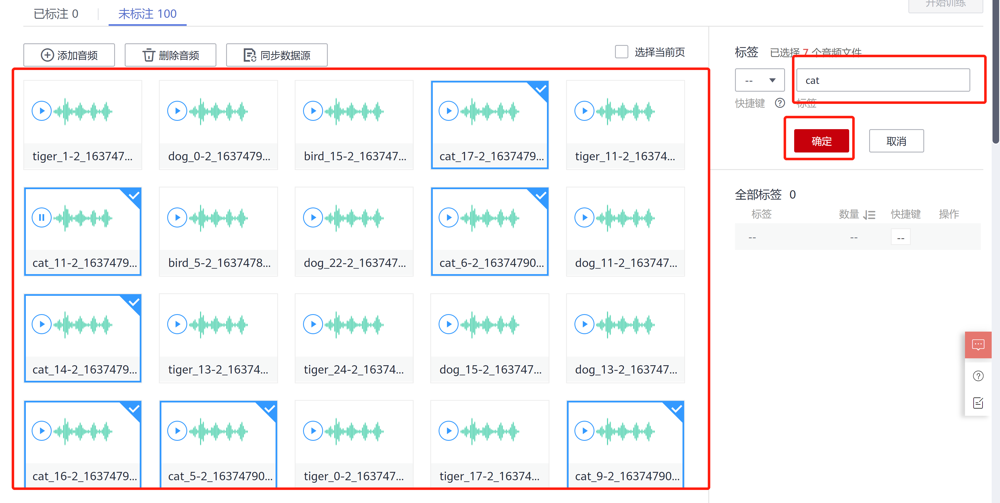 已标注 0
未标注 100
开始训练
添加音频
删除音频
同步数据源
选择当前页
标签 已选择 7 个音频文件
--
cat
快捷键
标签
确定
取消
tiger_1-2_163747...
dog_0-2_1637479...
bird_15-2_163747...
cat_17-2_1637479...
tiger_11-2_16374...
cat_11-2_1637479...
bird_5-2_1637478...
dog_22-2_163747...
cat_6-2_16374790...
dog_11-2_163747...
cat_14-2_1637479...
tiger_13-2_16374...
tiger_24-2_16374...
dog_15-2_163747...
dog_13-2_163747...
cat_16-2_1637479...
cat_5-2_16374790...
tiger_0-2_163747...
tiger_17-2_16374...
cat_9-2_16374790...
全部标签 0
标签 数量 快捷键 操作
-- -- --